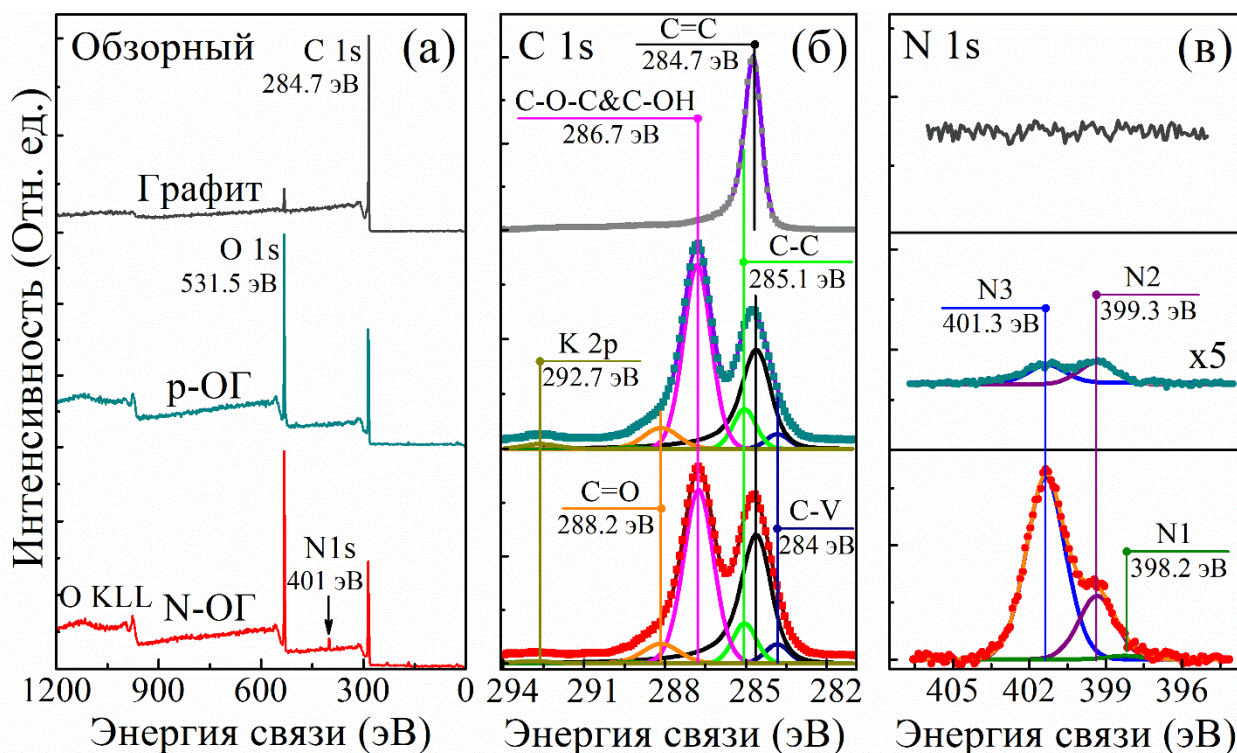 Интенсивность (Отн. ед.)
Обзорный
(а)
C 1s
284.7 эВ
Графит
O 1s
531.5 эВ
р-ОГ
N1s
401 эВ
O KLL
N-ОГ
1200
900
600
300
0
Энергия связи (эВ)
C 1s
(б)
C=C
284.7 эВ
C-O-C&C-OH
286.7 эВ
C-C
285.1 эВ
K 2p
292.7 эВ
C=O
288.2 эВ
C-V
284 эВ
294
291
288
285
282
Энергия связи (эВ)
N 1s
(в)
N3
401.3 эВ
N2
399.3 эВ
x5
N1
398.2 эВ
405
402
399
396
Энергия связи (эВ)